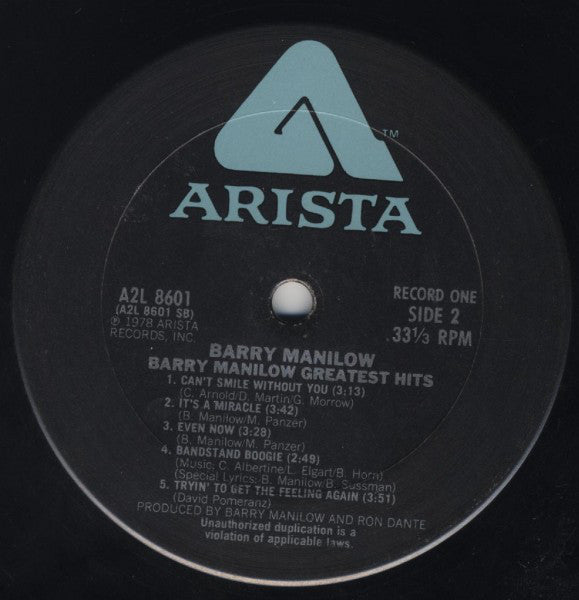 TM
ARISTA
A2L 8601
(A2L 8601 SB)
℗ 1978 ARISTA
RECORDS, INC.
RECORD ONE
SIDE 2
33⅓ RPM
BARRY MANILOW
BARRY MANILOW GREATEST HITS
1. CAN'T SMILE WITHOUT YOU (3:13)
(C. Arnold/D. Martin/G. Morrow)
2. IT'S A MIRACLE (3:42)
(B. Manilow/M. Panzer)
3. EVEN NOW (3:28)
(B. Manilow/M. Panzer)
4. BANDSTAND BOOGIE (2:49)
(Music: C. Albertine/L. Elgart/B. Horn)
(Special Lyrics: B. Manilow/B. Sussman)
5. TRYIN' TO GET THE FEELING AGAIN (3:51)
(David Pomeranz)
PRODUCED BY BARRY MANILOW AND RON DANTE
Unauthorized duplication is a
violation of applicable laws.